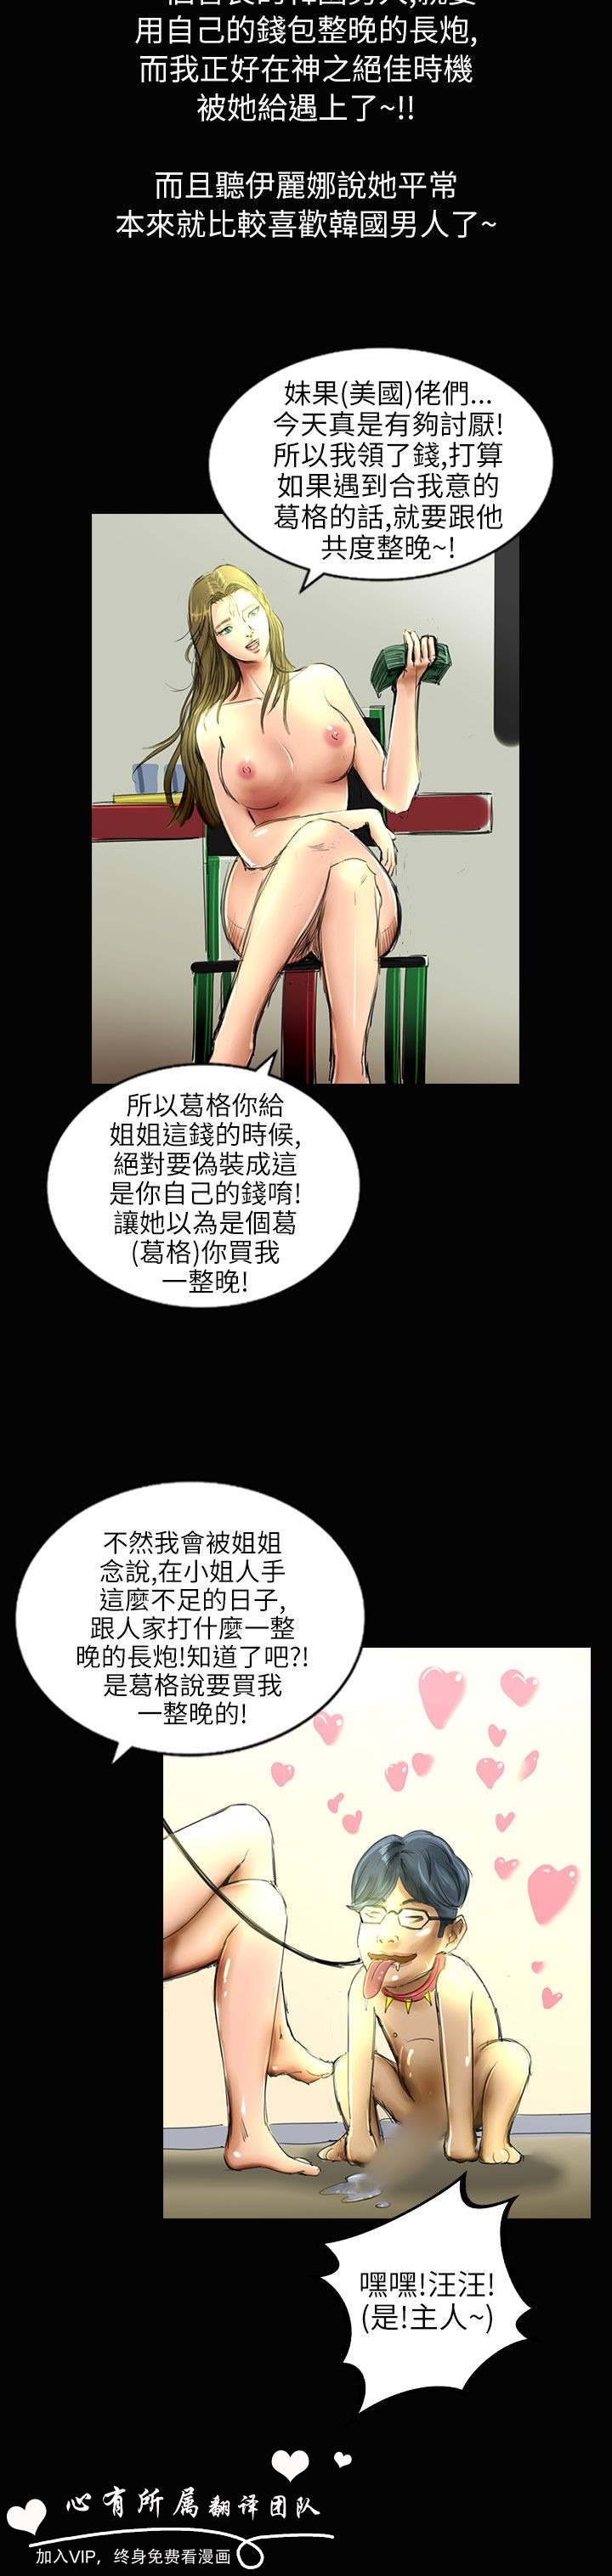 用自己的錢包整晚的長炮,
而我正好在神之絕佳時機
被她給遇上了~!!
而且聽伊麗娜說她平常
本來就比較喜歡韓國男人了~
妹果(美國)佬們...
今天真是有夠討厭!
所以我領了錢,打算
如果遇到合我意的
葛格的話,就要跟他
共度整晚~!
所以葛格你給
姐姐這錢的時候,
絕對要偽裝成這
是你自己的錢唷!
讓她以為是個葛
(葛格)你買我
一整晚!
不然我會被姐姐
念說,在小姐人手
這麼不足的日子,
跟人家打什麼一整
晚的長炮!知道了吧?!
是葛格說要買我
一整晚的!
嘿嘿!汪汪!
(是!主人~)
心有所属翻译团队
加入VIP，终身免费看漫画